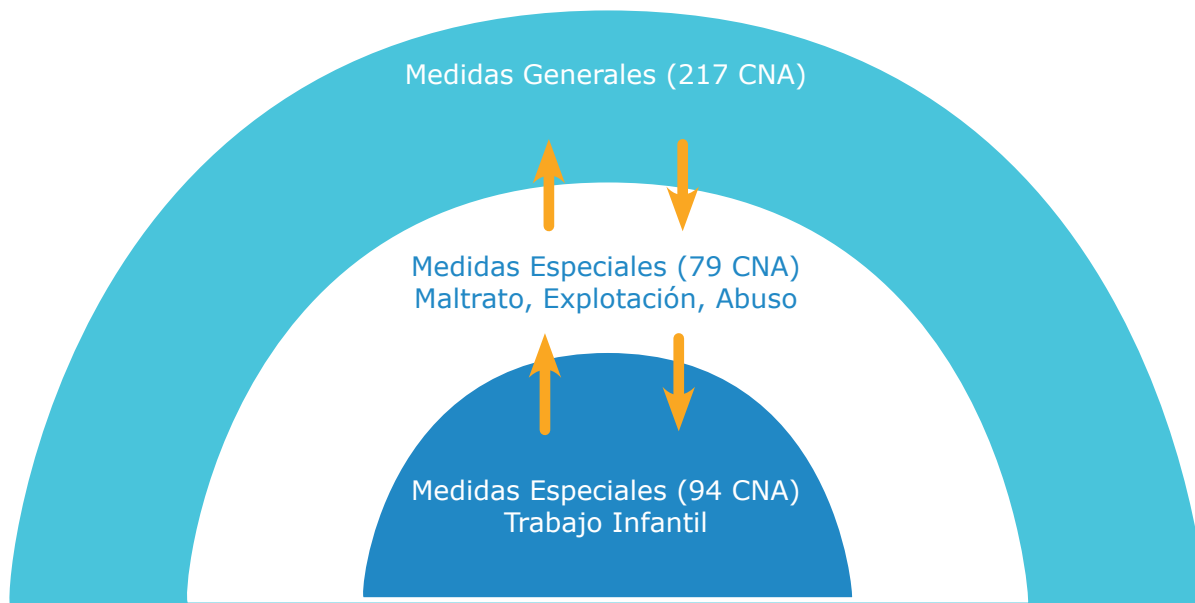 Medidas Generales (217 CNA)
Medidas Especiales (79 CNA)
Maltrato, Explotación, Abuso
Medidas Especiales (94 CNA)
Trabajo Infantil